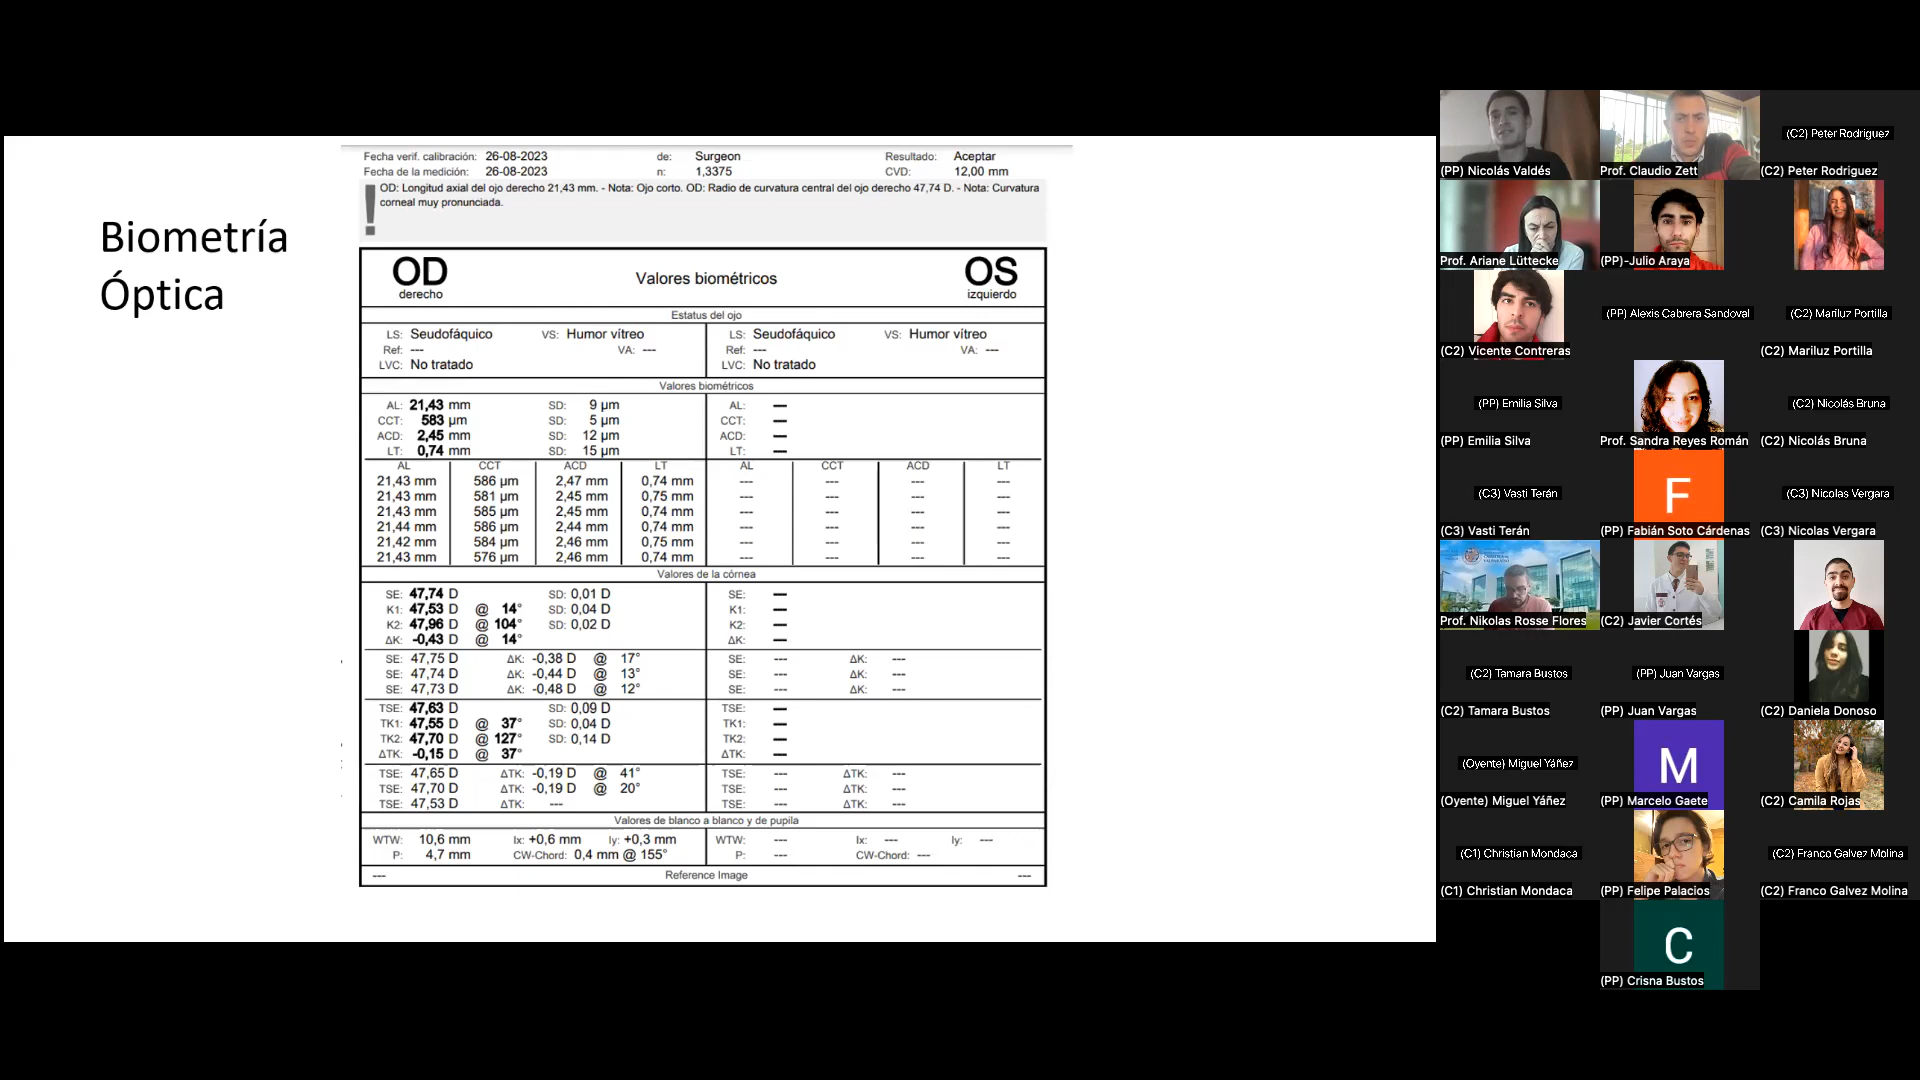 Biometría
Óptica
Fecha verif. calibración: 26-08-2023 de: Surgeon Resultado: Aceptar
Fecha de la medición: 26-08-2023 n: 1,3375 CVD: 12,00 mm
! OD: Longitud axial del ojo derecho 21,43 mm. - Nota: Ojo corto. OD: Radio de curvatura central del ojo derecho 47,74 D. - Nota: Curvatura
corneal muy pronunciada.
OD Valores biométricos OS
derecho izquierdo
Estatus del ojo
LS: Seudofáquico VS: Humor vítreo LS: Seudofáquico VS: Humor vítreo
Ref: --- VA: --- Ref: --- VA: ---
LVC: No tratado LVC: No tratado
Valores biométricos
AL: 21,43 mm SD: 9 µm AL: —
CCT: 583 µm SD: 5 µm CCT: —
ACD: 2,45 mm SD: 12 µm ACD: —
LT: 0,74 mm SD: 15 µm LT: —
AL CCT ACD LT AL CCT ACD LT
21,43 mm 586 µm 2,47 mm 0,74 mm --- --- --- ---
21,43 mm 581 µm 2,45 mm 0,75 mm --- --- --- ---
21,43 mm 585 µm 2,45 mm 0,74 mm --- --- --- ---
21,44 mm 586 µm 2,44 mm 0,74 mm --- --- --- ---
21,42 mm 584 µm 2,46 mm 0,75 mm --- --- --- ---
21,43 mm 576 µm 2,46 mm 0,74 mm --- --- --- ---
Valores de la córnea
SE: 47,74 D SD: 0,01 D SE: —
K1: 47,53 D @ 14° SD: 0,04 D K1: —
K2: 47,96 D @ 104° SD: 0,02 D K2: —
ΔK: -0,43 D @ 14° ΔK: —
SE: 47,75 D ΔK: -0,38 D @ 17° SE: --- ΔK: ---
SE: 47,74 D ΔK: -0,44 D @ 13° SE: --- ΔK: ---
SE: 47,73 D ΔK: -0,48 D @ 12° SE: --- ΔK: ---
TSE: 47,63 D SD: 0,09 D TSE: —
TK1: 47,55 D @ 37° SD: 0,04 D TK1: —
TK2: 47,70 D @ 127° SD: 0,14 D TK2: —
ΔTK: -0,15 D @ 37° ΔTK: —
TSE: 47,65 D ΔTK: -0,19 D @ 41° TSE: --- ΔTK: ---
TSE: 47,70 D ΔTK: -0,19 D @ 20° TSE: --- ΔTK: ---
TSE: 47,53 D ΔTK: --- TSE: --- ΔTK: ---
Valores de blanco a blanco y de pupila
WTW: 10,6 mm Ix: +0,6 mm Iy: +0,3 mm WTW: --- Ix: --- Iy: ---
P: 4,7 mm CW-Chord: 0,4 mm @ 155° P: --- CW-Chord: ---
--- Reference Image ---
(C2) Peter Rodriguez
(PP) Nicolás Valdés Prof. Claudio Zett (C2) Peter Rodriguez
Prof. Ariane Lüttecke (PP)-Julio Araya
(PP) Alexis Cabrera Sandoval (C2) Mariluz Portilla
(C2) Vicente Contreras (C2) Mariluz Portilla
(PP) Emilia Silva (C2) Nicolás Bruna
(PP) Emilia Silva Prof. Sandra Reyes Román (C2) Nicolás Bruna
(C3) Vasti Terán F (C3) Nicolas Vergara
(C3) Vasti Terán (PP) Fabián Soto Cárdenas (C3) Nicolas Vergara
Prof. Nikolas Rosse Flores (C2) Javier Cortés
(C2) Tamara Bustos (PP) Juan Vargas
(C2) Tamara Bustos (PP) Juan Vargas (C2) Daniela Donoso
(Oyente) Miguel Yáñez M
(Oyente) Miguel Yáñez (PP) Marcelo Gaete (C2) Camila Rojas
(C1) Christian Mondaca (C2) Franco Galvez Molina
(C1) Christian Mondaca (PP) Felipe Palacios (C2) Franco Galvez Molina
C
(PP) Crisna Bustos